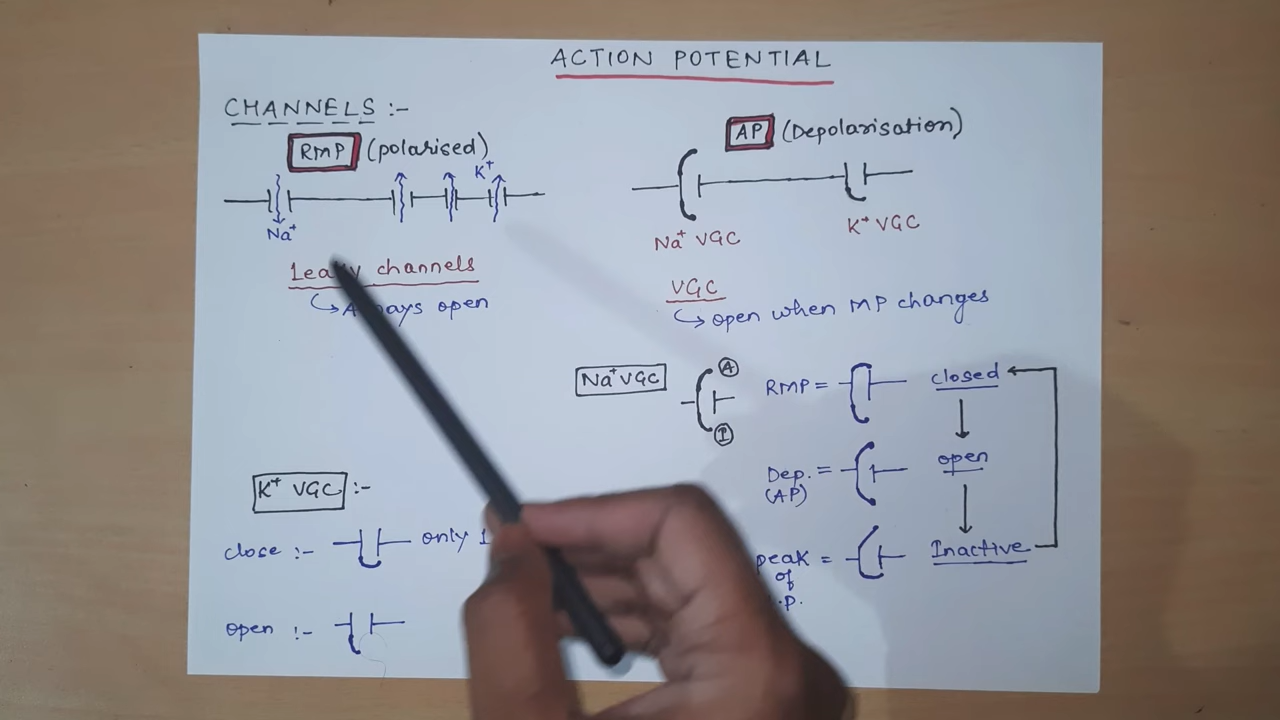 ACTION POTENTIAL
CHANNELS :-
RMP (polarised)
K⁺
Na⁺
channels
open
AP (Depolarisation)
Na⁺ VGC
K⁺ VGC
VGC
↳ open when MP changes
Na⁺ VGC
A
I
RMP = closed
Dep. = open
(AP)
peak = Inactive
of
K⁺ VGC :-
close :- only
open :-